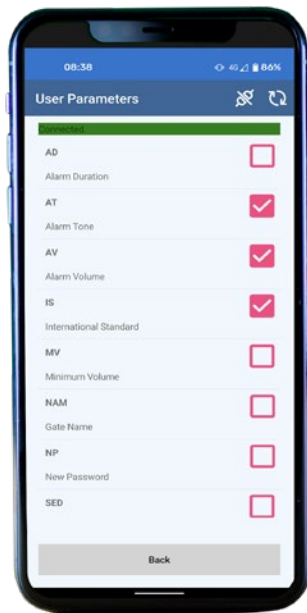 08:38 4G 86%
User Parameters
Connected
AD
Alarm Duration
AT
Alarm Tone
AV
Alarm Volume
IS
International Standard
MV
Minimum Volume
NAM
Gate Name
NP
New Password
SED
Back